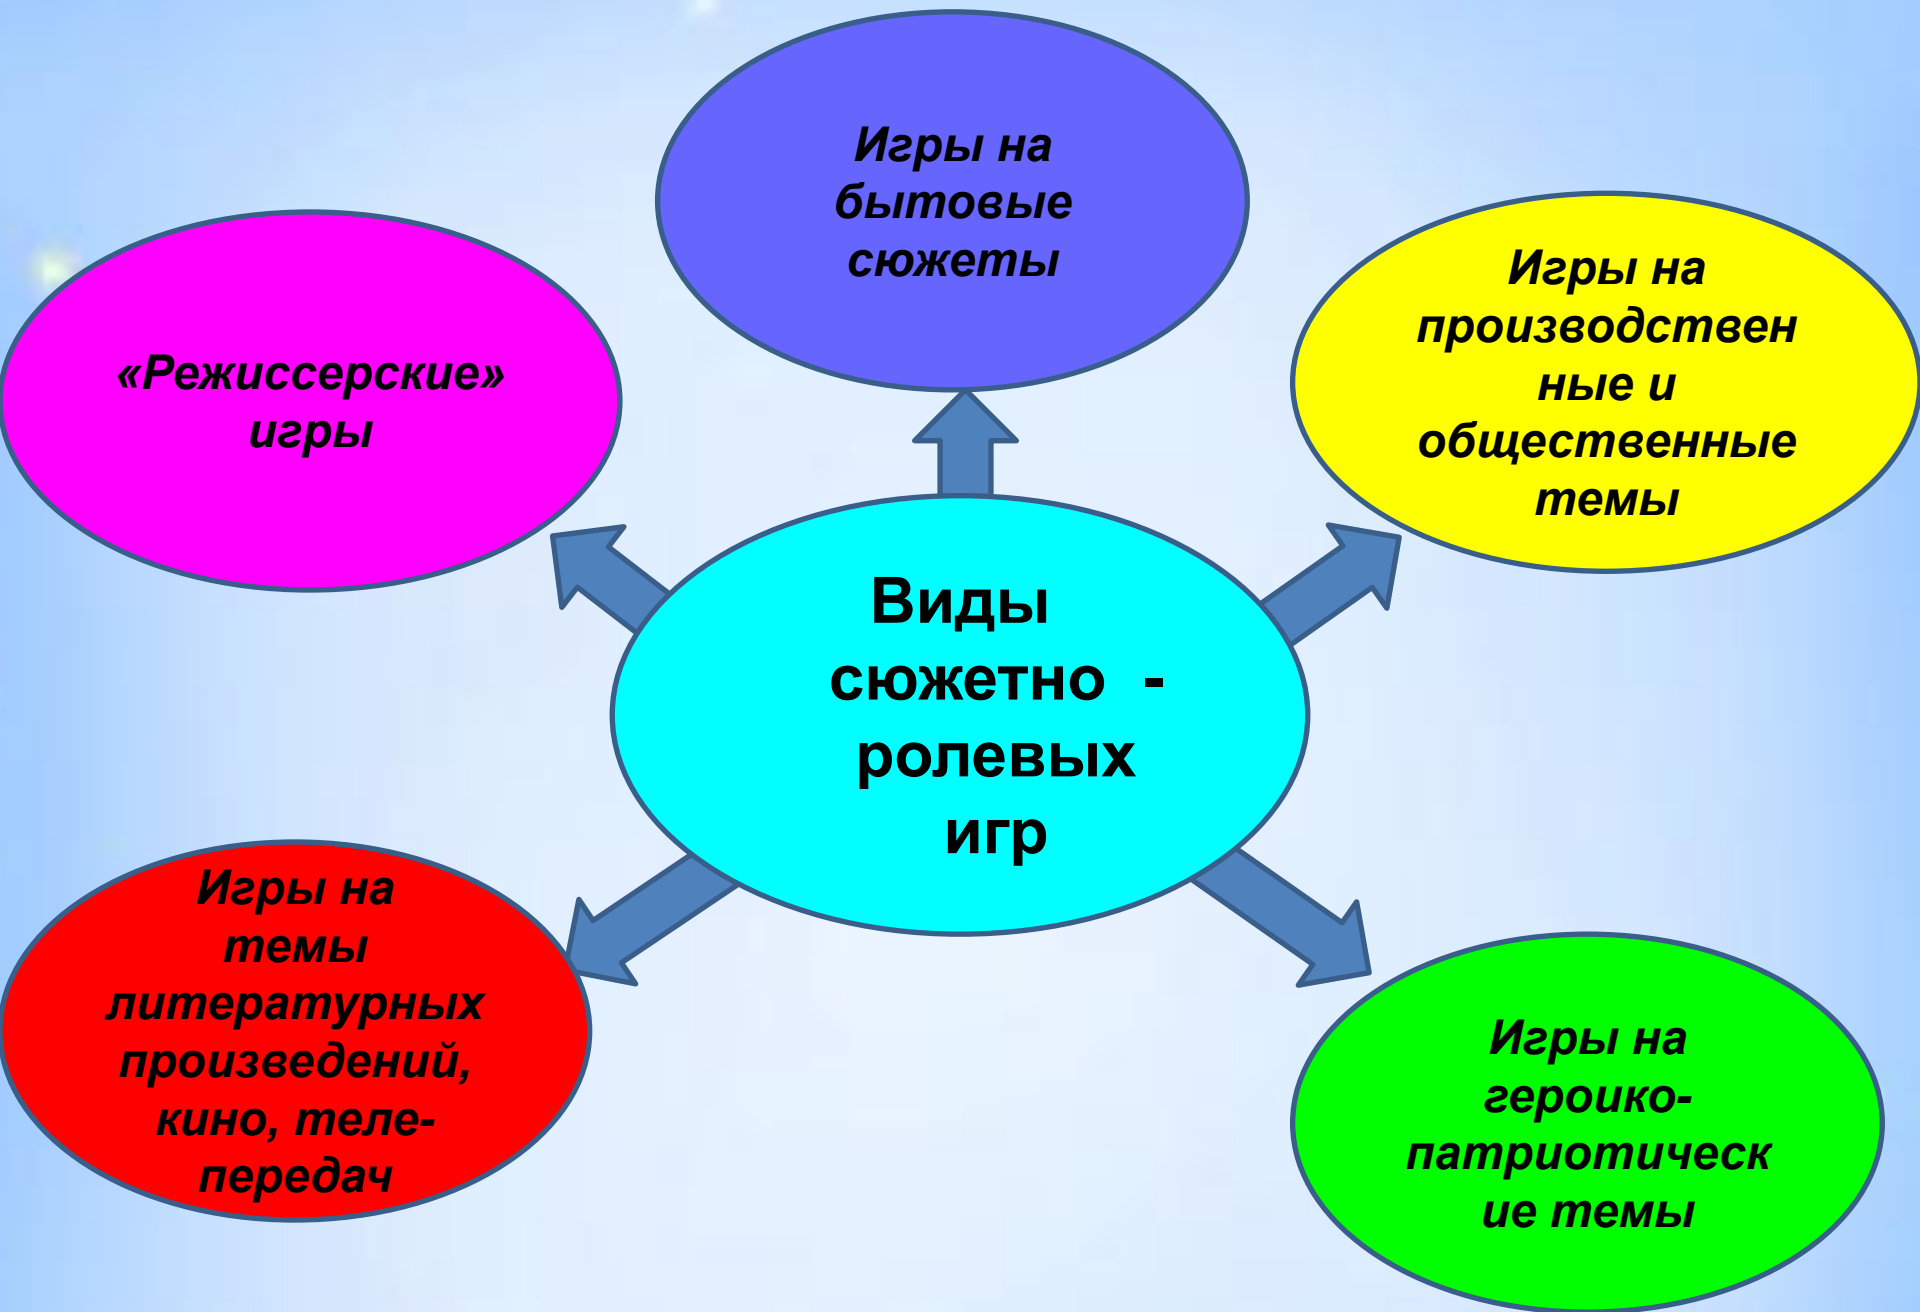 Игры на
бытовые
сюжеты
«Режиссерские»
игры
Игры на
производствен
ные и
общественные
темы
Виды
сюжетно -
ролевых
игр
Игры на
темы
литературных
произведений,
кино, теле-
передач
Игры на
героико-
патриотическ
ие темы